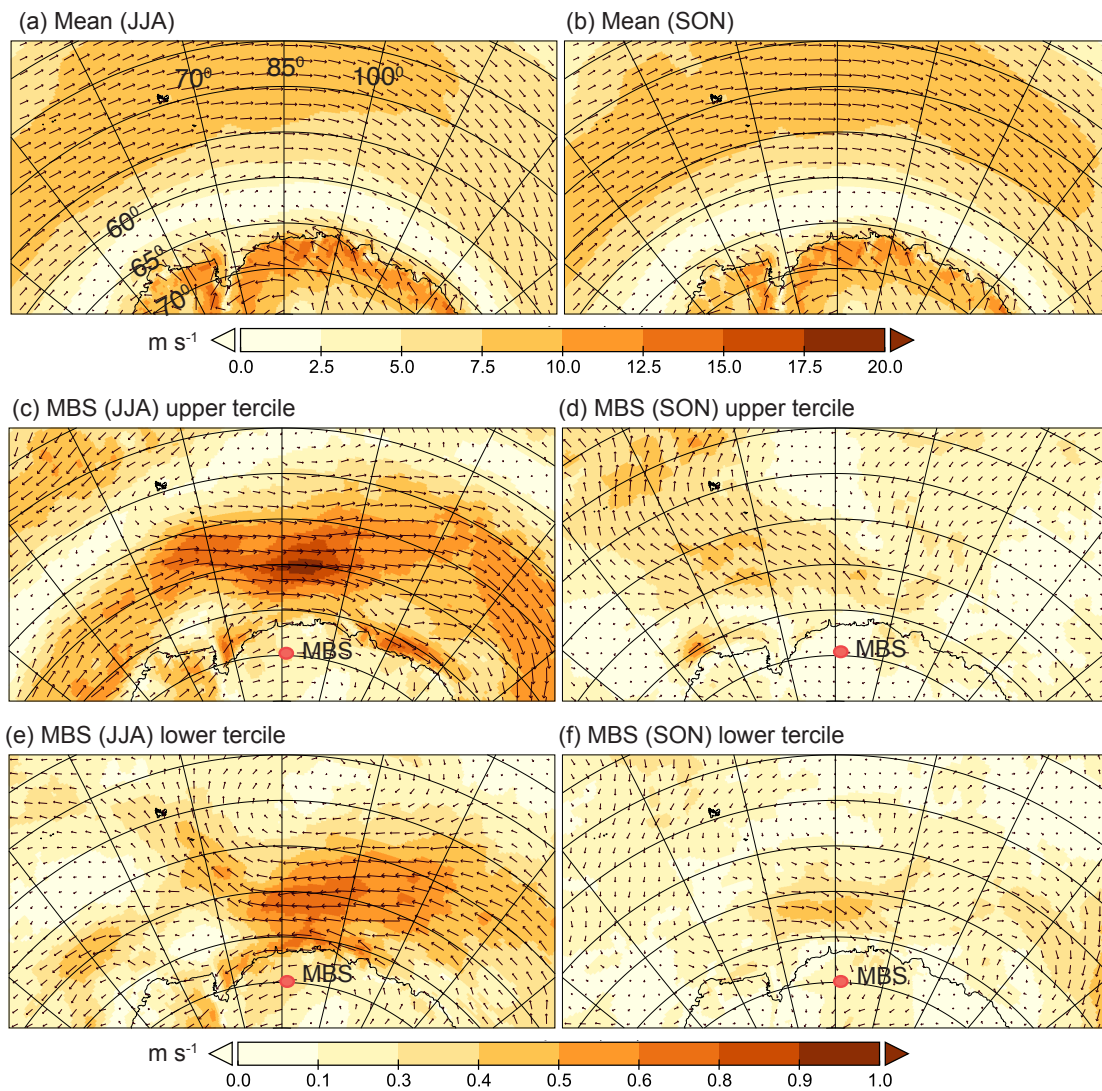 (a) Mean (JJA)
(b) Mean (SON)
70⁰ 85⁰ 100⁰
60⁰
65⁰
70⁰
m s⁻¹
0.0 2.5 5.0 7.5 10.0 12.5 15.0 17.5 20.0
(c) MBS (JJA) upper tercile
(d) MBS (SON) upper tercile
MBS
MBS
(e) MBS (JJA) lower tercile
(f) MBS (SON) lower tercile
MBS
MBS
m s⁻¹
0.0 0.1 0.3 0.4 0.5 0.6 0.8 0.9 1.0